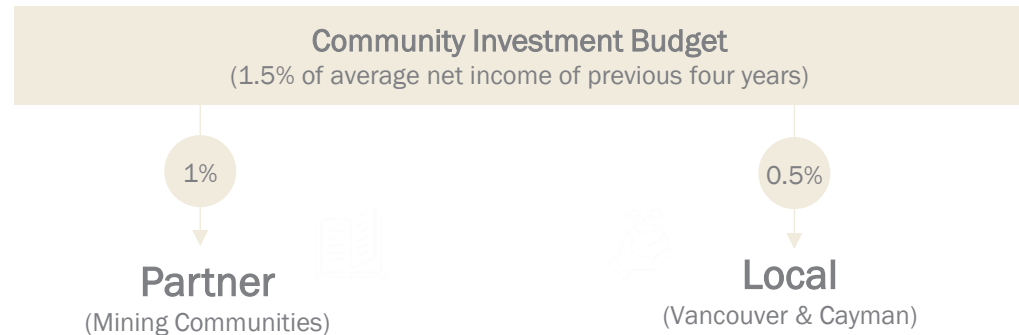 Community Investment Budget
(1.5% of average net income of previous four years)
1%
0.5%
Partner
Local
(Mining Communities)
(Vancouver & Cayman)